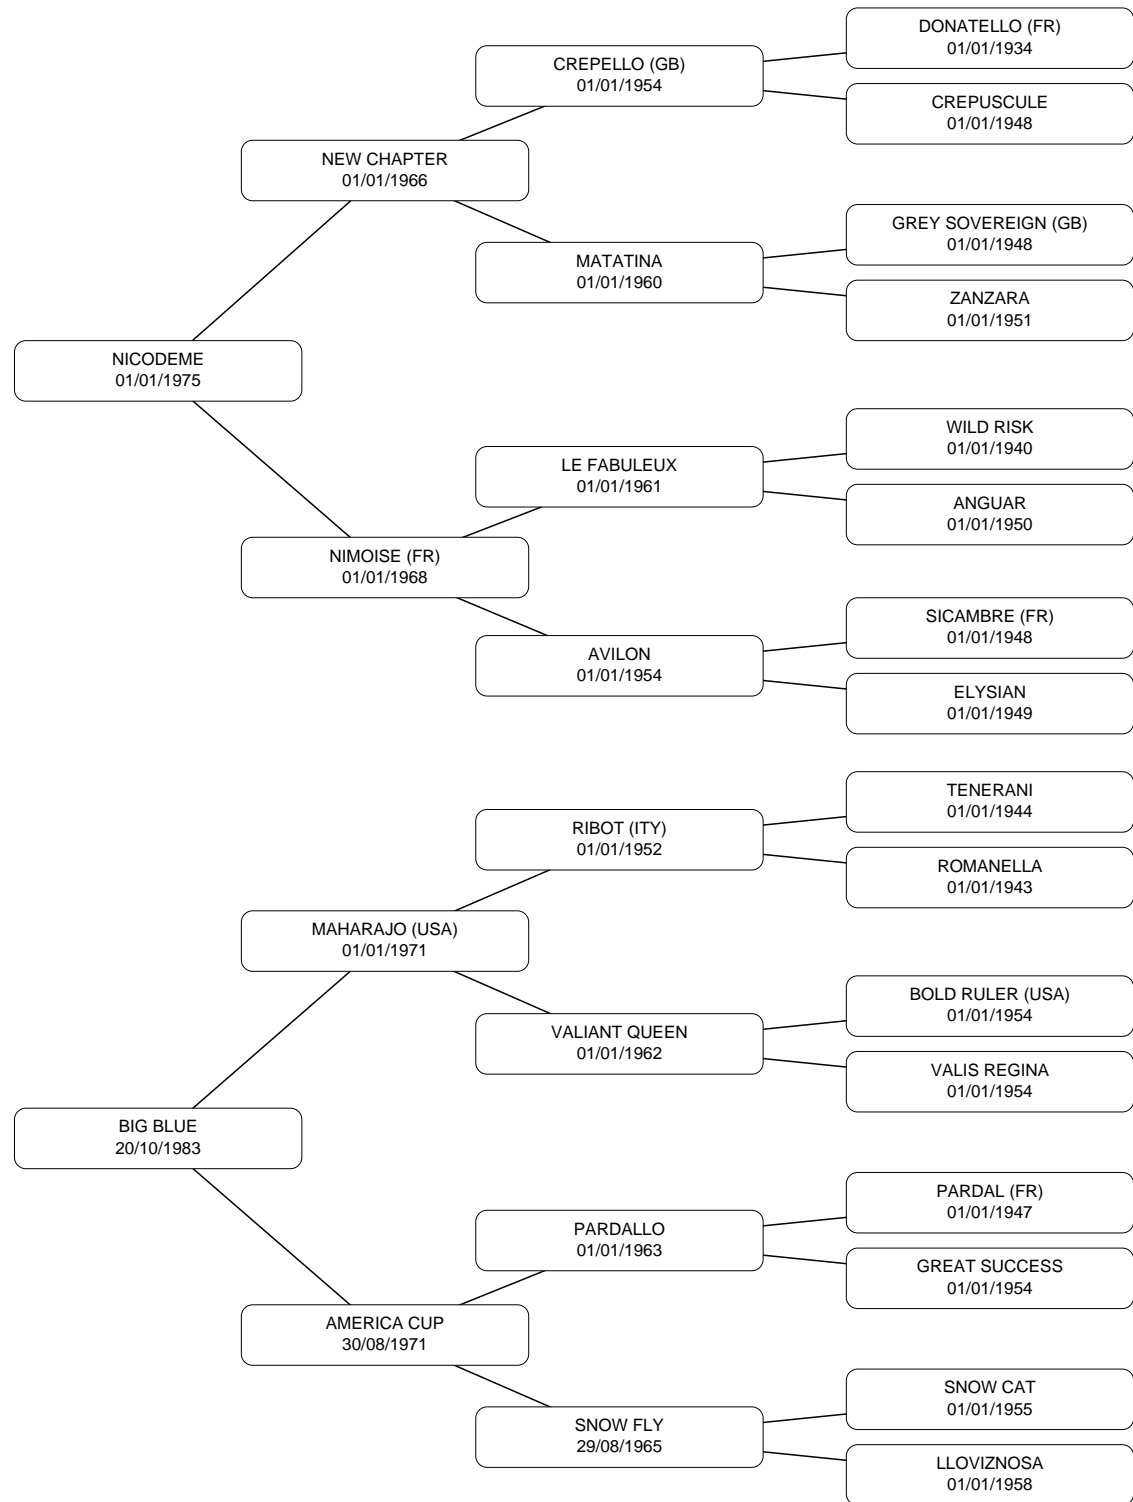 DONATELLO (FR)
01/01/1934
CREPELLO (GB)
01/01/1954
CREPUSCULE
01/01/1948
NEW CHAPTER
01/01/1966
GREY SOVEREIGN (GB)
01/01/1948
MATATINA
01/01/1960
ZANZARA
01/01/1951
NICODEME
01/01/1975
WILD RISK
01/01/1940
LE FABULEUX
01/01/1961
ANGUAR
01/01/1950
NIMOISE (FR)
01/01/1968
SICAMBRE (FR)
01/01/1948
AVILON
01/01/1954
ELYSIAN
01/01/1949
TENERANI
01/01/1944
RIBOT (ITY)
01/01/1952
ROMANELLA
01/01/1943
MAHARAJO (USA)
01/01/1971
BOLD RULER (USA)
01/01/1954
VALIANT QUEEN
01/01/1962
VALIS REGINA
01/01/1954
BIG BLUE
20/10/1983
PARDAL (FR)
01/01/1947
PARDALLO
01/01/1963
GREAT SUCCESS
01/01/1954
AMERICA CUP
30/08/1971
SNOW CAT
01/01/1955
SNOW FLY
29/08/1965
LLOVIZNOSA
01/01/1958